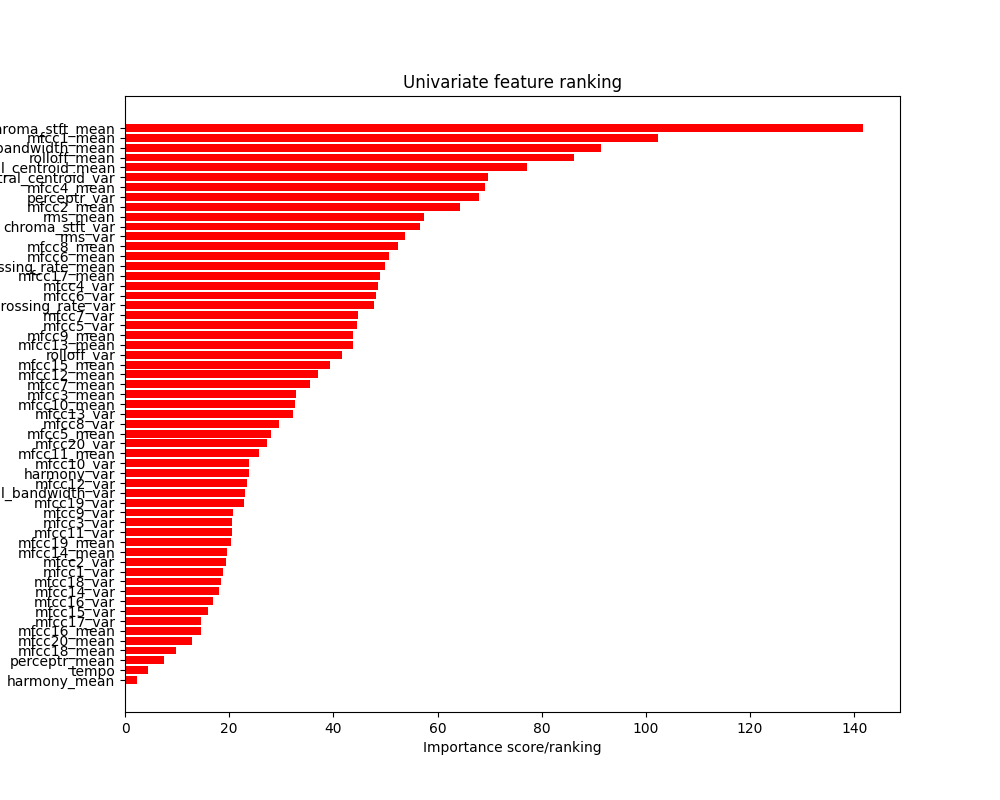 Univariate feature ranking
hroma_stft_mean
mfcc1_mean
bandwidth_mean
rolloff_mean
l_centroid_mean
tral_centroid_var
mfcc4_mean
perceptr_var
mfcc2_mean
rms_mean
chroma_stft_var
rms_var
mfcc8_mean
mfcc6_mean
ssing_rate_mean
mfcc17_mean
mfcc4_var
mfcc6_var
rossing_rate_var
mfcc7_var
mfcc5_var
mfcc9_mean
mfcc13_mean
rolloff_var
mfcc15_mean
mfcc12_mean
mfcc7_mean
mfcc3_mean
mfcc10_mean
mfcc13_var
mfcc8_var
mfcc5_mean
mfcc20_var
mfcc11_mean
mfcc10_var
harmony_var
mfcc12_var
l_bandwidth_var
mfcc19_var
mfcc9_var
mfcc3_var
mfcc11_var
mfcc19_mean
mfcc14_mean
mfcc2_var
mfcc1_var
mfcc18_var
mfcc14_var
mfcc16_var
mfcc15_var
mfcc17_var
mfcc16_mean
mfcc20_mean
mfcc18_mean
perceptr_mean
tempo
harmony_mean
0 20 40 60 80 100 120 140
Importance score/ranking